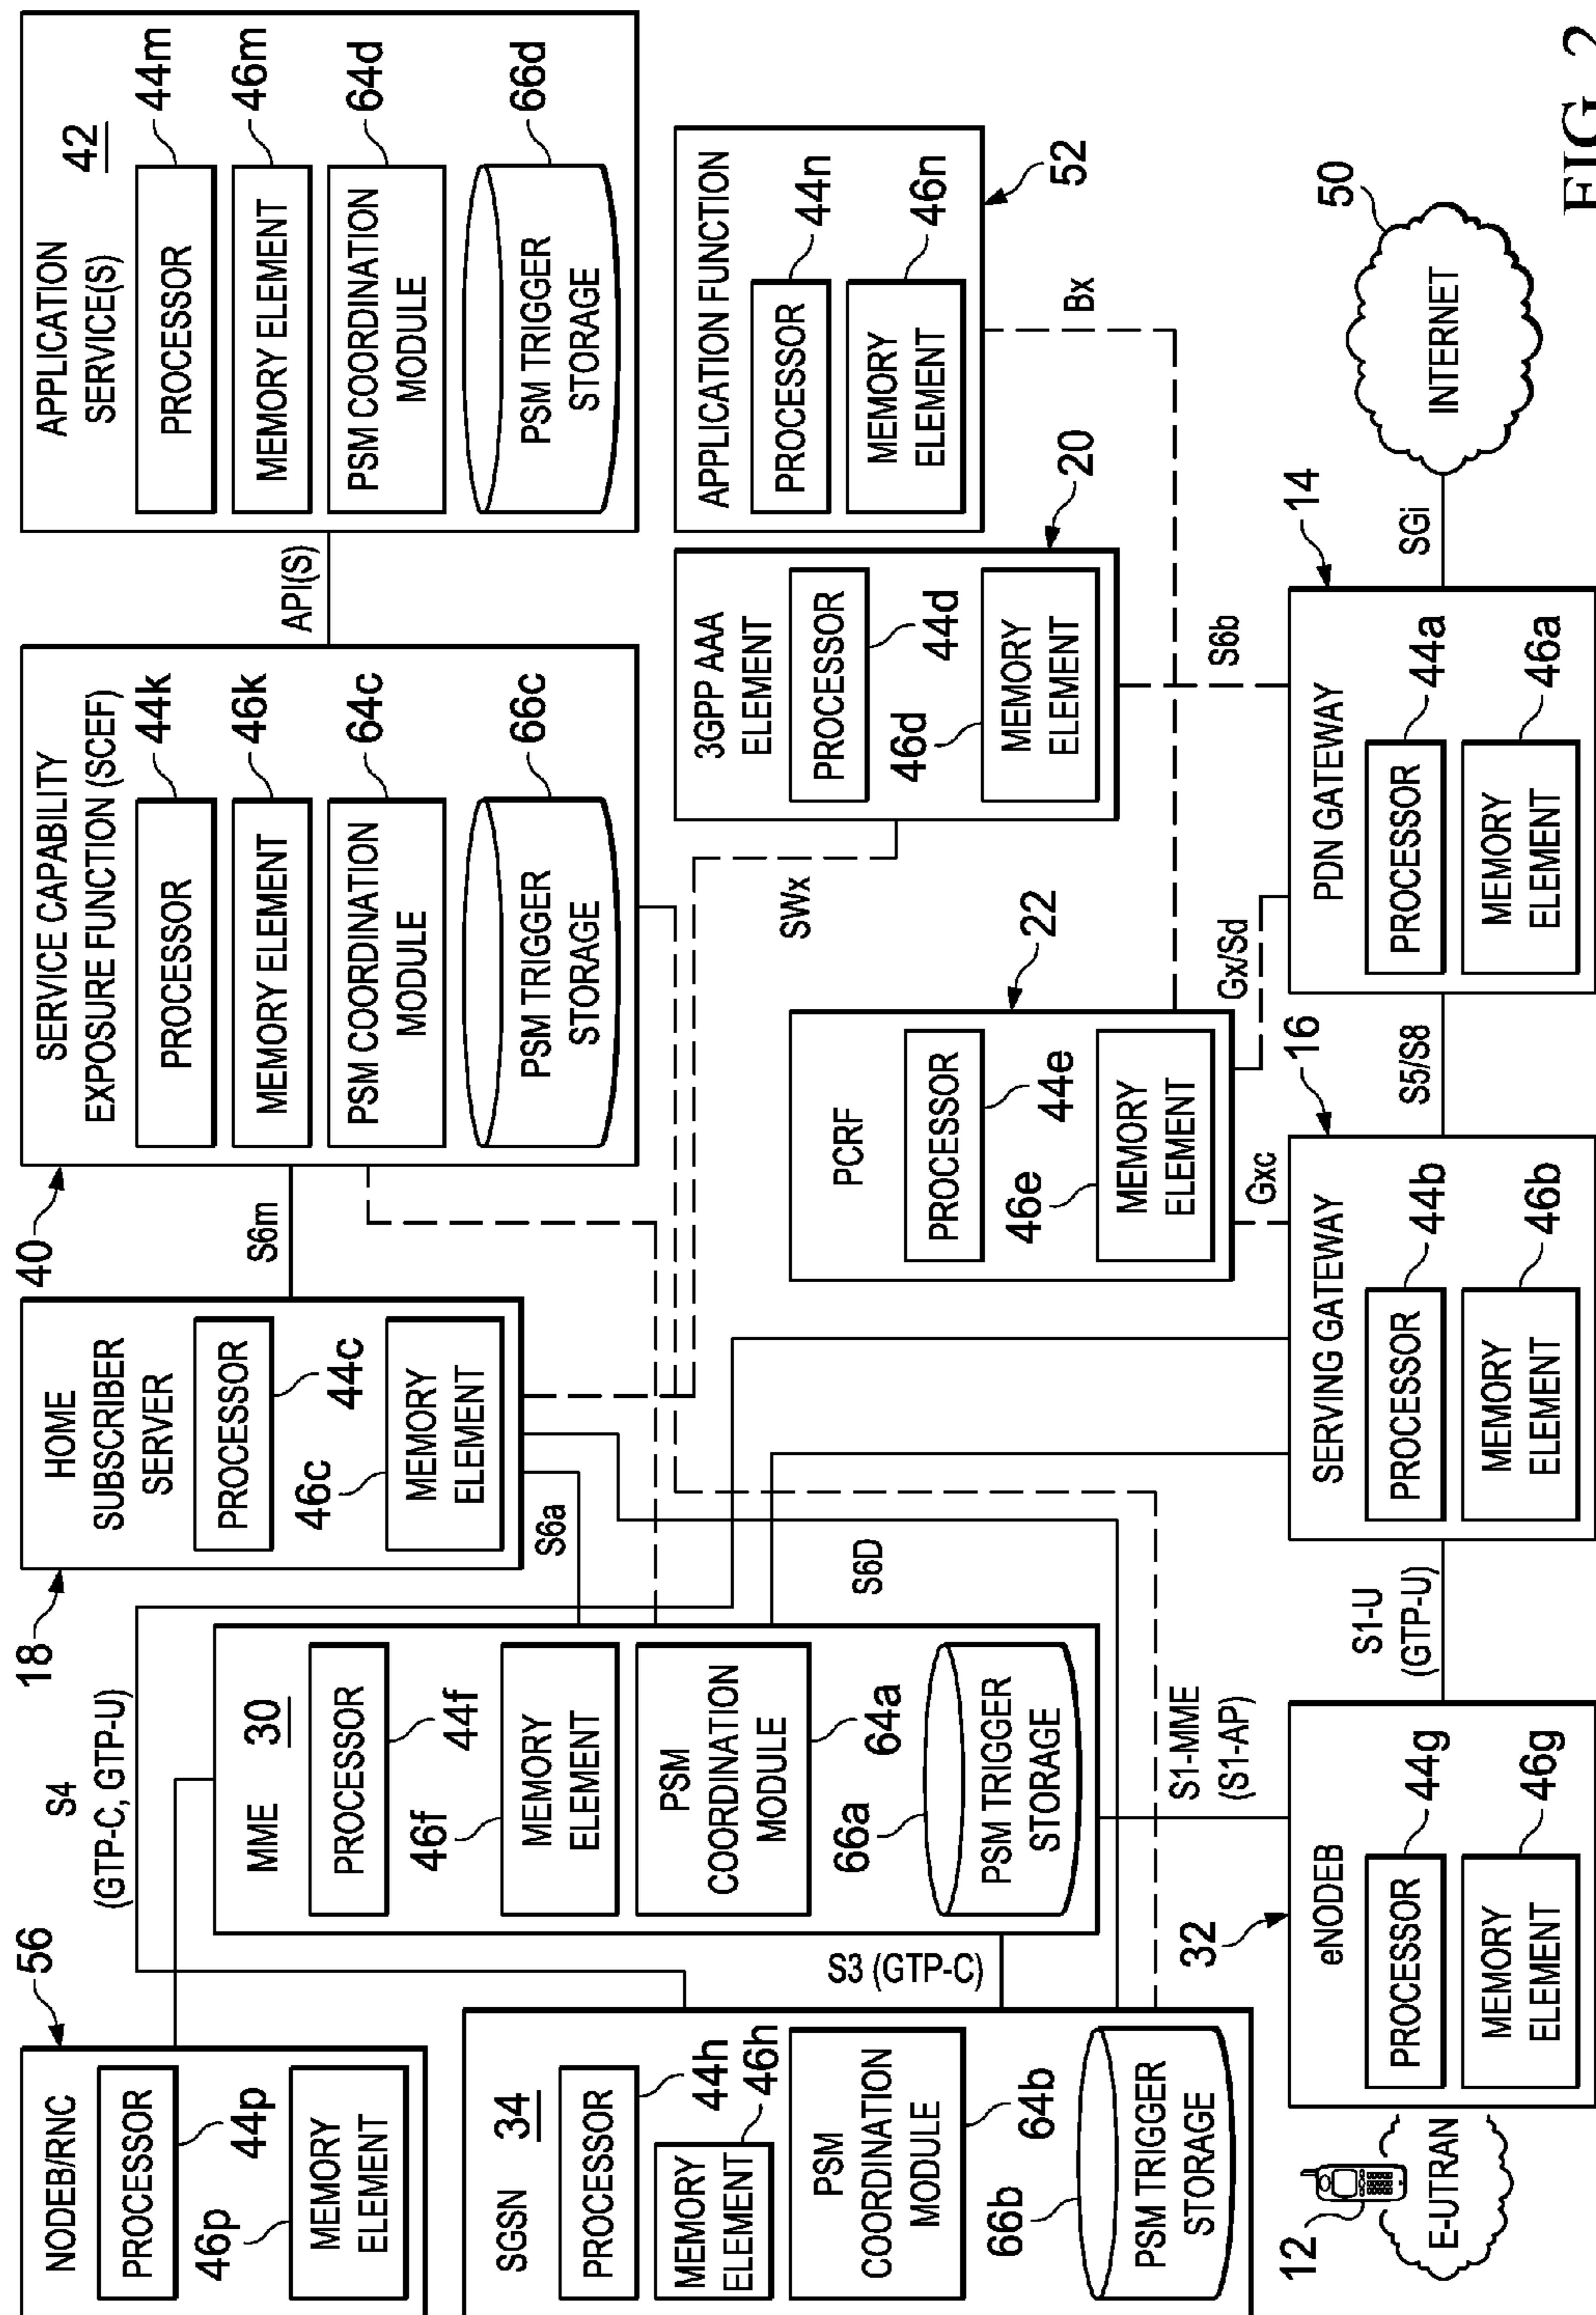 NODEB/RNC
56
PROCESSOR
44p
46p
MEMORY
ELEMENT
S4
(GTP-C, GTP-U)
SGSN
34
PROCESSOR
44h
MEMORY
ELEMENT
46h
PSM
COORDINATION
MODULE
64b
66b
PSM TRIGGER
STORAGE
S3 (GTP-C)
MME
30
PROCESSOR
44f
46f
MEMORY
ELEMENT
PSM
COORDINATION
MODULE
64a
66a
PSM TRIGGER
STORAGE
18
HOME
SUBSCRIBER
SERVER
PROCESSOR
44c
46c
MEMORY
ELEMENT
S6a
S6D
S6m
40
SERVICE CAPABILITY
EXPOSURE FUNCTION (SCEF)
PROCESSOR
44k
MEMORY ELEMENT
46k
PSM COORDINATION
MODULE
64c
PSM TRIGGER
STORAGE
66c
API(S)
APPLICATION
SERVICE(S)
42
PROCESSOR
44m
MEMORY ELEMENT
46m
PSM COORDINATION
MODULE
64d
PSM TRIGGER
STORAGE
66d
SWx
3GPP AAA
ELEMENT
PROCESSOR
44d
46d
MEMORY
ELEMENT
20
APPLICATION FUNCTION
PROCESSOR
44n
MEMORY
ELEMENT
46n
52
Bx
PCRF
22
PROCESSOR
44e
46e
MEMORY
ELEMENT
Gxc
Gx/Sd
S6b
S1-MME
(S1-AP)
12
E-UTRAN
32
eNODEB
PROCESSOR
44g
MEMORY
ELEMENT
46g
S1-U
(GTP-U)
SERVING GATEWAY
16
PROCESSOR
44b
MEMORY
ELEMENT
46b
S5/S8
PDN GATEWAY
14
PROCESSOR
44a
MEMORY
ELEMENT
46a
SGi
INTERNET
50
FIG. 2